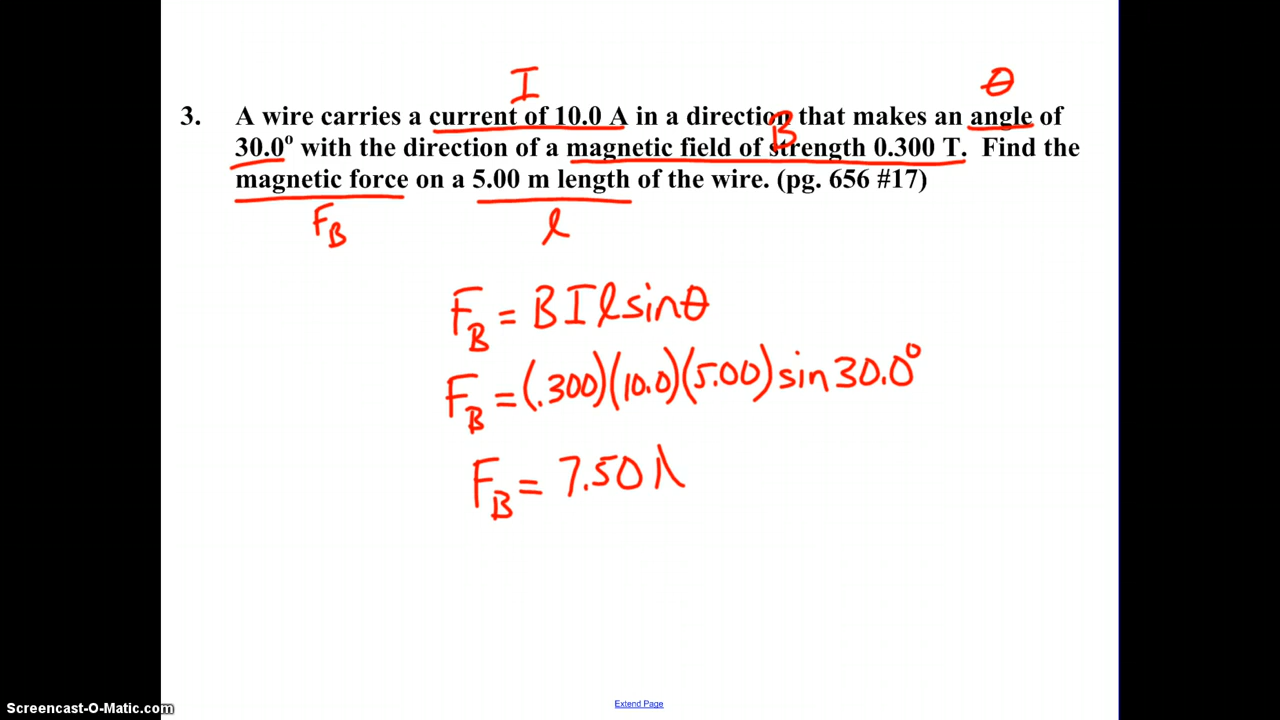 I θ
3. A wire carries a current of 10.0 A in a direction that makes an angle of
B
30.0° with the direction of a magnetic field of strength 0.300 T. Find the
magnetic force on a 5.00 m length of the wire. (pg. 656 #17)
F_B ℓ
F_B = B I ℓ sin θ
F_B = (.300)(10.0)(5.00) sin 30.0°
F_B = 7.50
Extend Page
Screencast-O-Matic.com